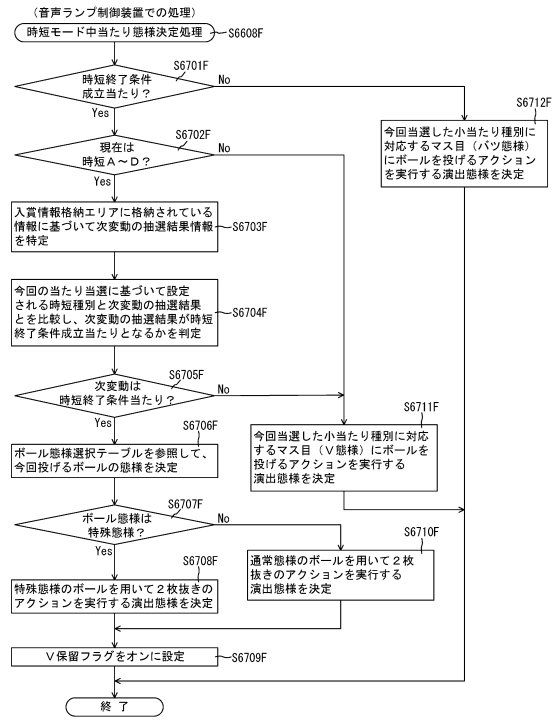 (音声ランプ制御装置での処理)
時短モード中当たり態様決定処理
S6608F
S6701F
時短終了条件
成立当たり?
No
Yes
S6702F
現在は
時短A~D?
No
Yes
S6712F
今回当選した小当たり種別に
対応するマス目(バツ態様)
にボールを投げるアクション
を実行する演出態様を決定
入賞情報格納エリアに格納されている
情報に基づいて次変動の抽選結果情報
を特定
S6703F
今回の当たり当選に基づいて設定
される時短種別と次変動の抽選結果
とを比較し、次変動の抽選結果が時短
終了条件成立当たりとなるかを判定
S6704F
S6705F
次変動は
時短終了条件当たり?
No
Yes
S6711F
今回当選した小当たり種別に対応
するマス目(V態様)にボールを
投げるアクションを実行する
演出態様を決定
S6706F
ボール態様選択テーブルを参照して、
今回投げるボールの態様を決定
S6707F
ボール態様は
特殊態様?
No
Yes
S6710F
通常態様のボールを用いて2枚
抜きのアクションを実行する
演出態様を決定
S6708F
特殊態様のボールを用いて2枚抜きの
アクションを実行する演出態様を決定
V保留フラグをオンに設定
S6709F
終了